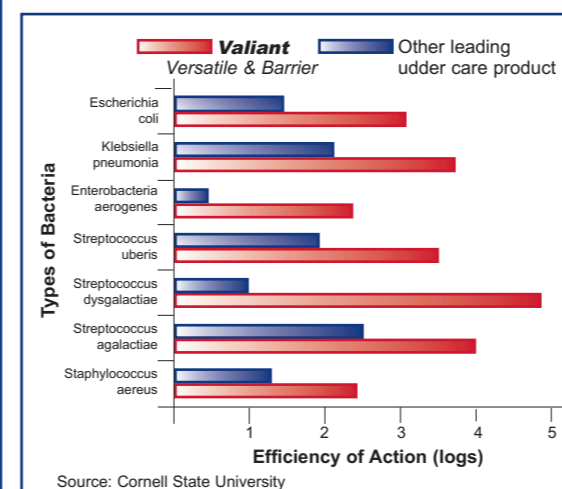 Valiant
Versatile & Barrier
Other leading
udder care product
Types of Bacteria
Escherichia
coli
Klebsiella
pneumonia
Enterobacteria
aerogenes
Streptococcus
uberis
Streptococcus
dysgalactiae
Streptococcus
agalactiae
Staphylococcus
aereus
1 2 3 4 5
Efficiency of Action (logs)
Source: Cornell State University